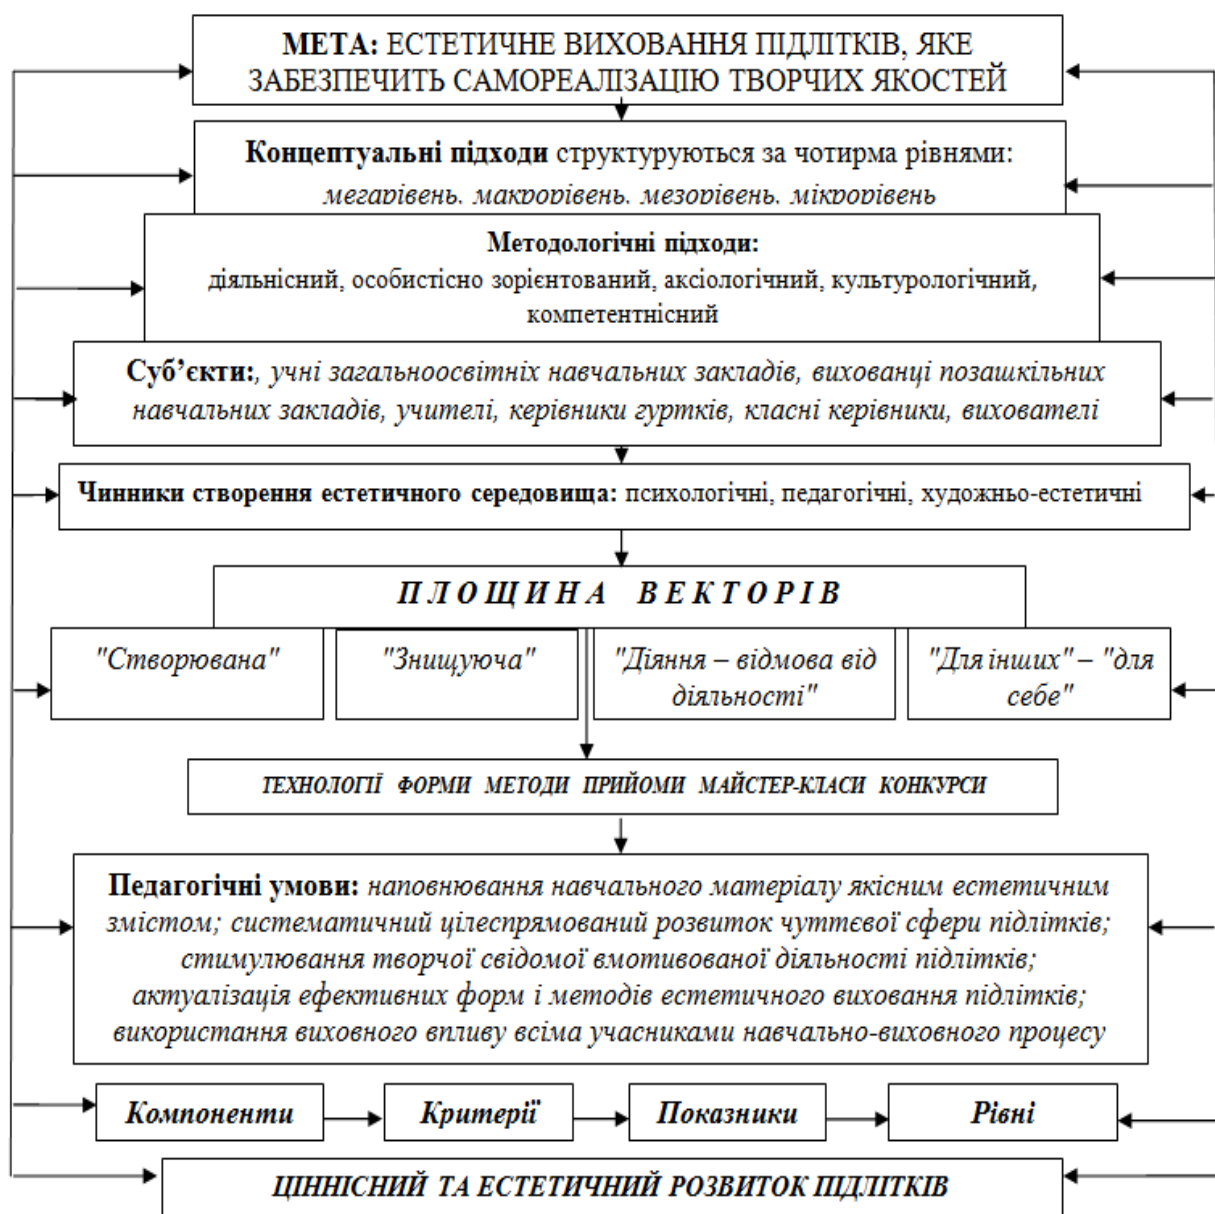 МЕТА: ЕСТЕТИЧНЕ ВИХОВАННЯ ПІДЛІТКІВ, ЯКЕ
ЗАБЕЗПЕЧИТЬ САМОРЕАЛІЗАЦІЮ ТВОРЧИХ ЯКОСТЕЙ
Концептуальні підходи структуруються за чотирма рівнями:
мегарівень, макрорівень, мезорівень, мікрорівень
Методологічні підходи:
діяльнісний, особистісно зорієнтований, аксіологічний, культурологічний,
компетентнісний
Суб’єкти:, учні загальноосвітніх навчальних закладів, вихованці позашкільних
навчальних закладів, учителі, керівники гуртків, класні керівники, вихователі
Чинники створення естетичного середовища: психологічні, педагогічні, художньо-естетичні
П Л О Щ И Н А В Е К Т О Р І В
"Створювана"
"Знищуюча"
"Діяння – відмова від
діяльності"
"Для інших" – "для
себе"
ТЕХНОЛОГІЇ ФОРМИ МЕТОДИ ПРИЙОМИ МАЙСТЕР-КЛАСИ КОНКУРСИ
Педагогічні умови: наповнювання навчального матеріалу якісним естетичним
змістом; систематичний цілеспрямований розвиток чуттєвої сфери підлітків;
стимулювання творчої свідомої вмотивованої діяльності підлітків;
актуалізація ефективних форм і методів естетичного виховання підлітків;
використання виховного впливу всіма учасниками навчально-виховного процесу
Компоненти
Критерії
Показники
Рівні
ЦІННІСНИЙ ТА ЕСТЕТИЧНИЙ РОЗВИТОК ПІДЛІТКІВ